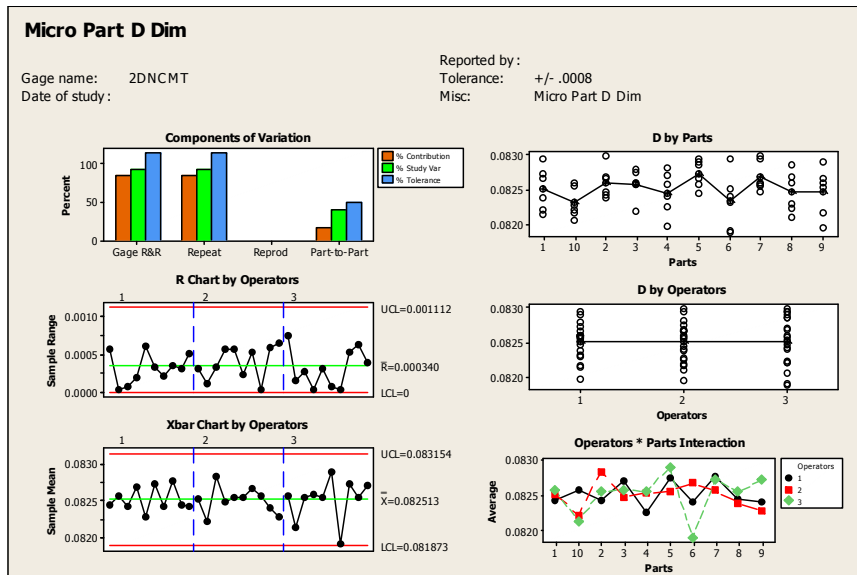 Micro Part D Dim
Gage name: 2DNCMT
Date of study :
Reported by :
Tolerance: +/- .0008
Misc: Micro Part D Dim
Components of Variation
Percent
100
50
0
Gage R&R Repeat Reprod Part-to-Part
% Contribution
% Study Var
% Tolerance
R Chart by Operators
1 2 3
Sample Range
0.0010
0.0005
0.0000
UCL=0.001112
R=0.000340
LCL=0
Xbar Chart by Operators
1 2 3
Sample Mean
0.0830
0.0825
0.0820
UCL=0.083154
X=0.082513
LCL=0.081873
D by Parts
0.0830
0.0825
0.0820
1 10 2 3 4 5 6 7 8 9
Parts
D by Operators
0.0830
0.0825
0.0820
1 2 3
Operators
Operators * Parts Interaction
Average
0.0830
0.0825
0.0820
1 10 2 3 4 5 6 7 8 9
Parts
Operators
1
2
3